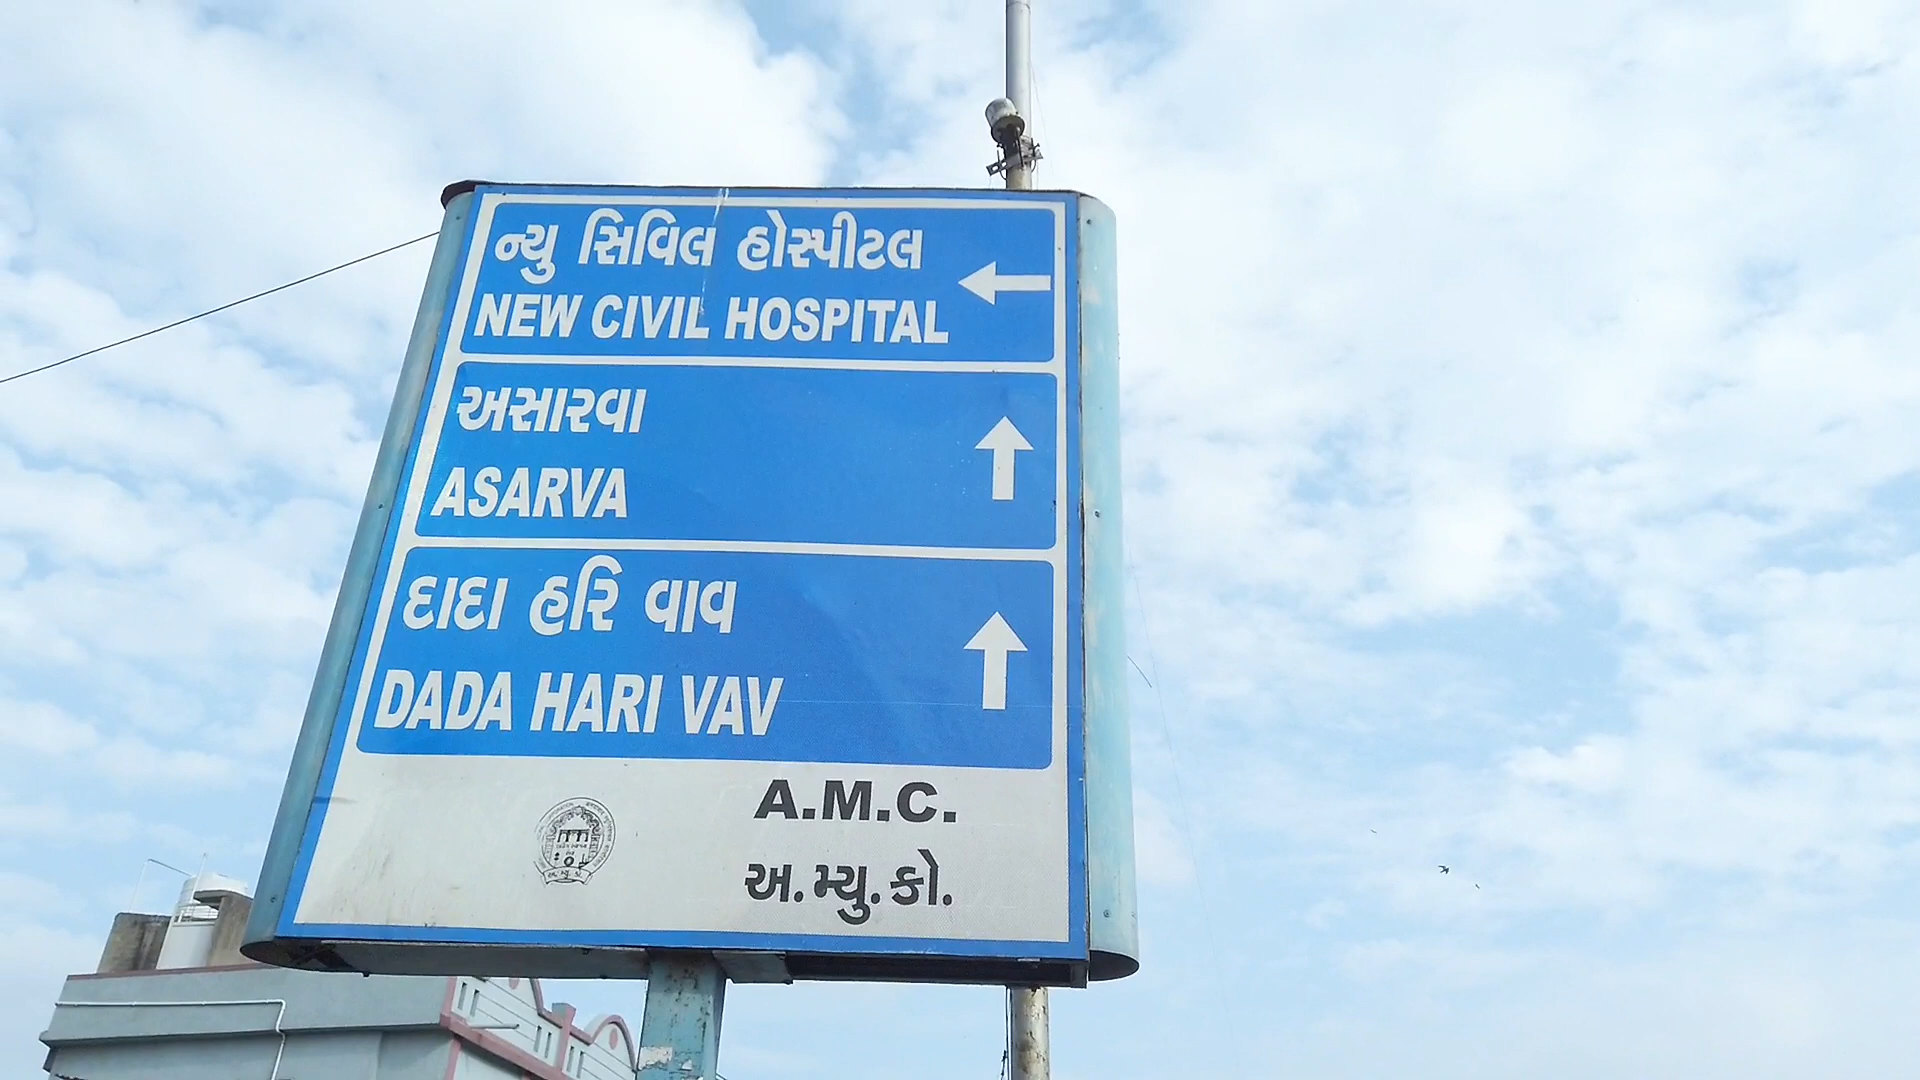 ન્યુ સિવિલ હોસ્પીટલ
NEW CIVIL HOSPITAL
અસારવા
ASARVA
દાદા હરિ વાવ
DADA HARI VAV
A.M.C.
અ.મ્યુ.કો.